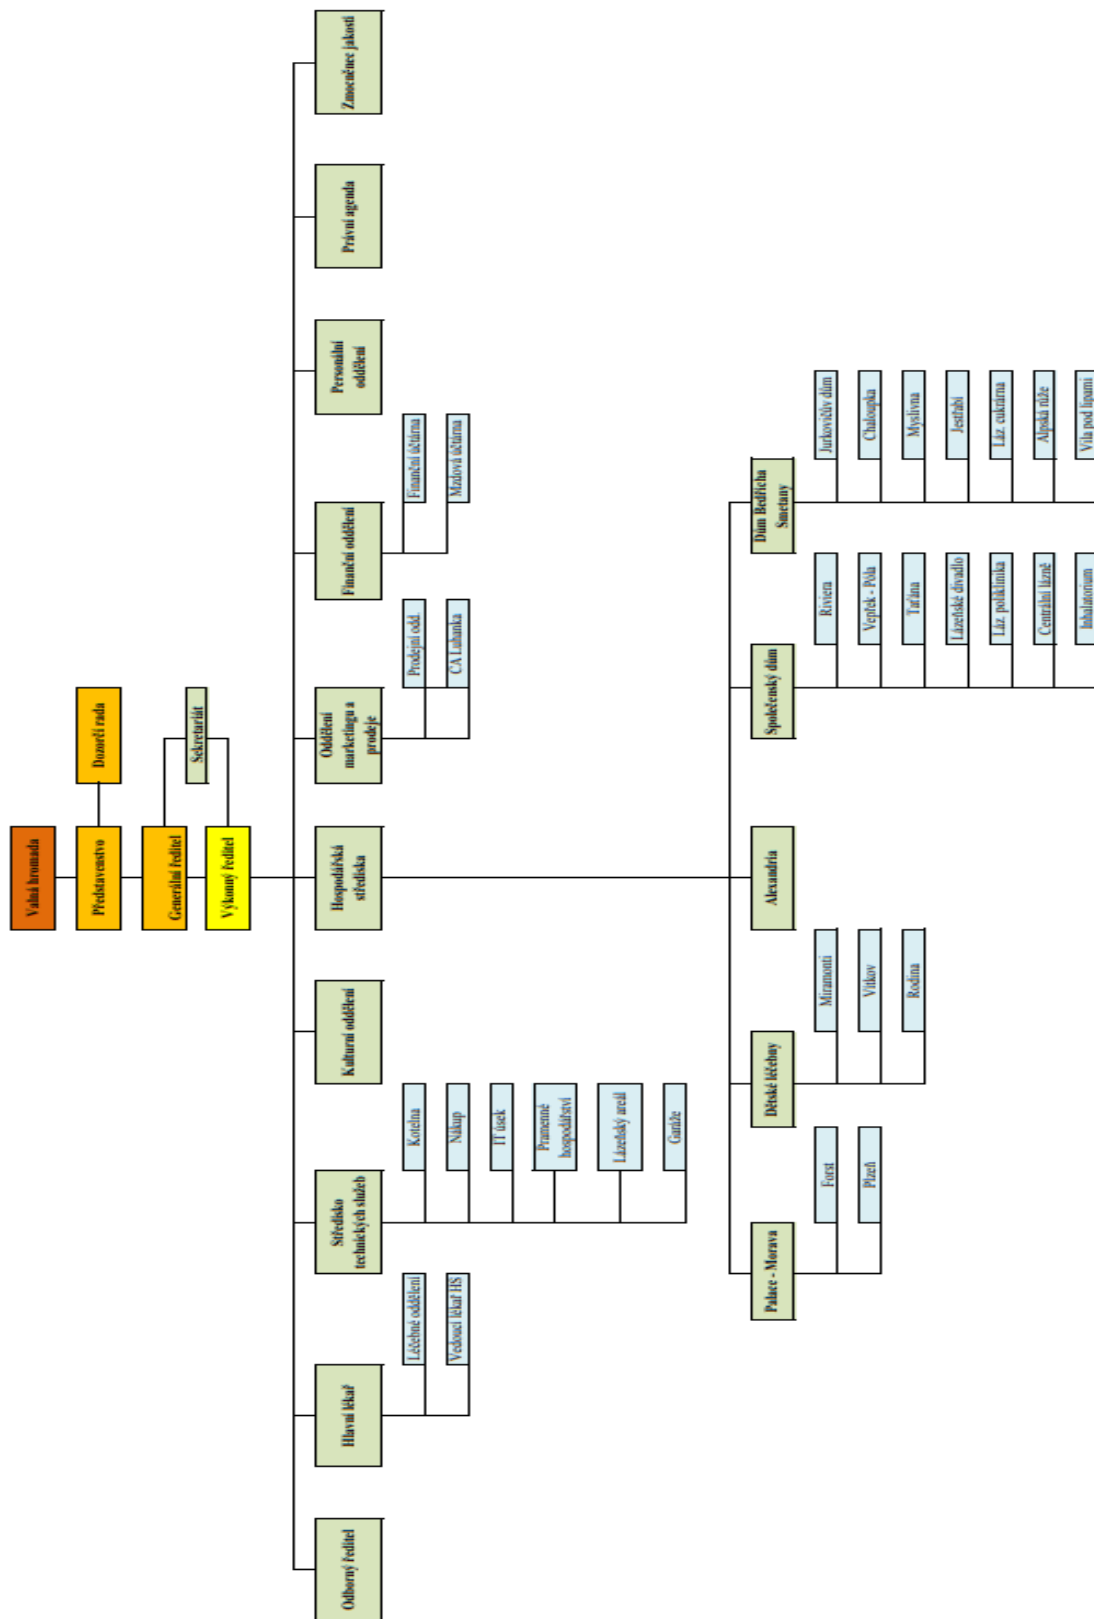 Valná hromada
Představenstvo
Dozorčí rada
Generální ředitel
Sekretariát
Výkonný ředitel
Odborný ředitel
Hlavní lékař
Středisko
technických služeb
Kulturní oddělení
Hospodářská
střediska
Oddělení
marketingu a
prodeje
Finanční oddělení
Personální
oddělení
Právní agenda
Zmocněnec jakosti
Léčebné oddělení
Vedoucí lékař HS
Kotelna
Nákup
IT úsek
Pramenné
hospodářství
Lázeňský areál
Garáže
Prodejní odd.
CA Luhanka
Finanční účtárna
Mzdová účtárna
Palace - Morava
Dětské léčebny
Alexandria
Společenský dům
Dům Bedřicha
Smetany
Forst
Plzeň
Miramonti
Vítkov
Rodina
Riviera
Vepřek - Póla
Taťána
Lázeňské divadlo
Láz. poliklinika
Centrální lázně
Inhalatorium
Jurkovičův dům
Chaloupka
Myslivna
Jestřabí
Láz. cukrárna
Alpská růže
Vila pod lipami